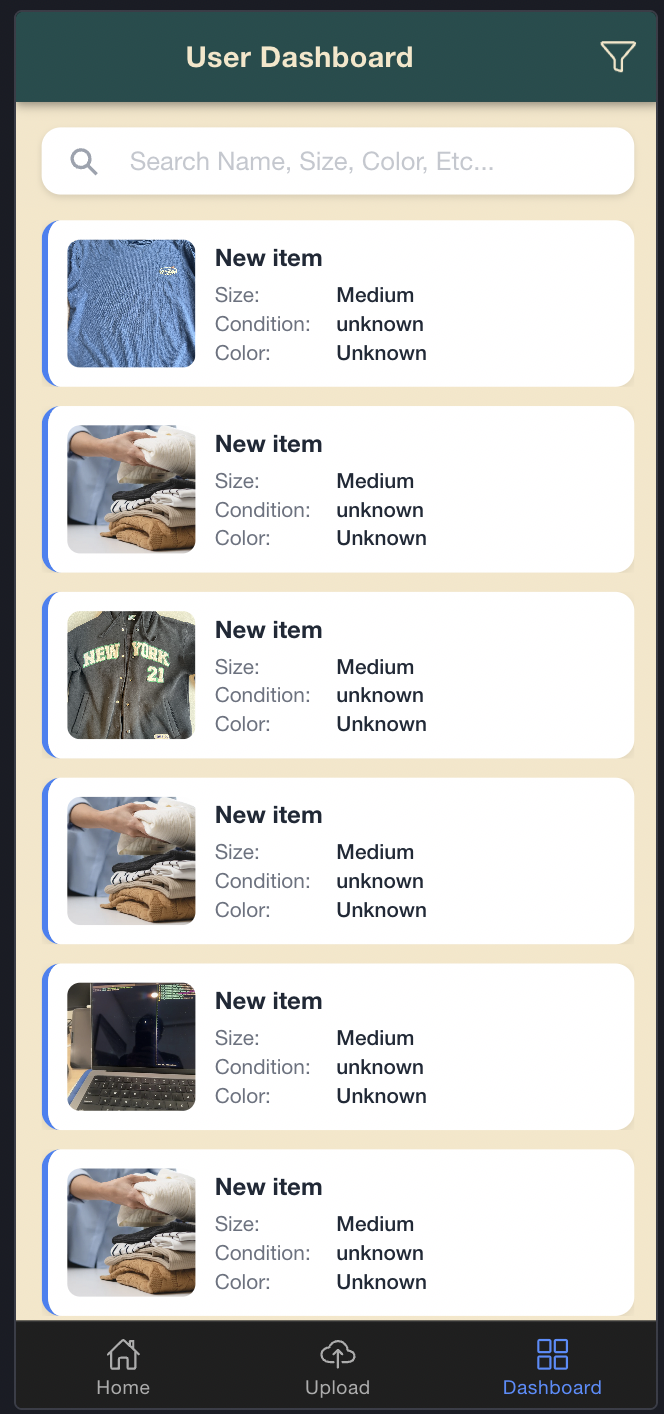 User Dashboard
Search Name, Size, Color, Etc...
New item
Size: Medium
Condition: unknown
Color: Unknown
New item
Size: Medium
Condition: unknown
Color: Unknown
NEW YORK
21
New item
Size: Medium
Condition: unknown
Color: Unknown
New item
Size: Medium
Condition: unknown
Color: Unknown
New item
Size: Medium
Condition: unknown
Color: Unknown
New item
Size: Medium
Condition: unknown
Color: Unknown
Home
Upload
Dashboard